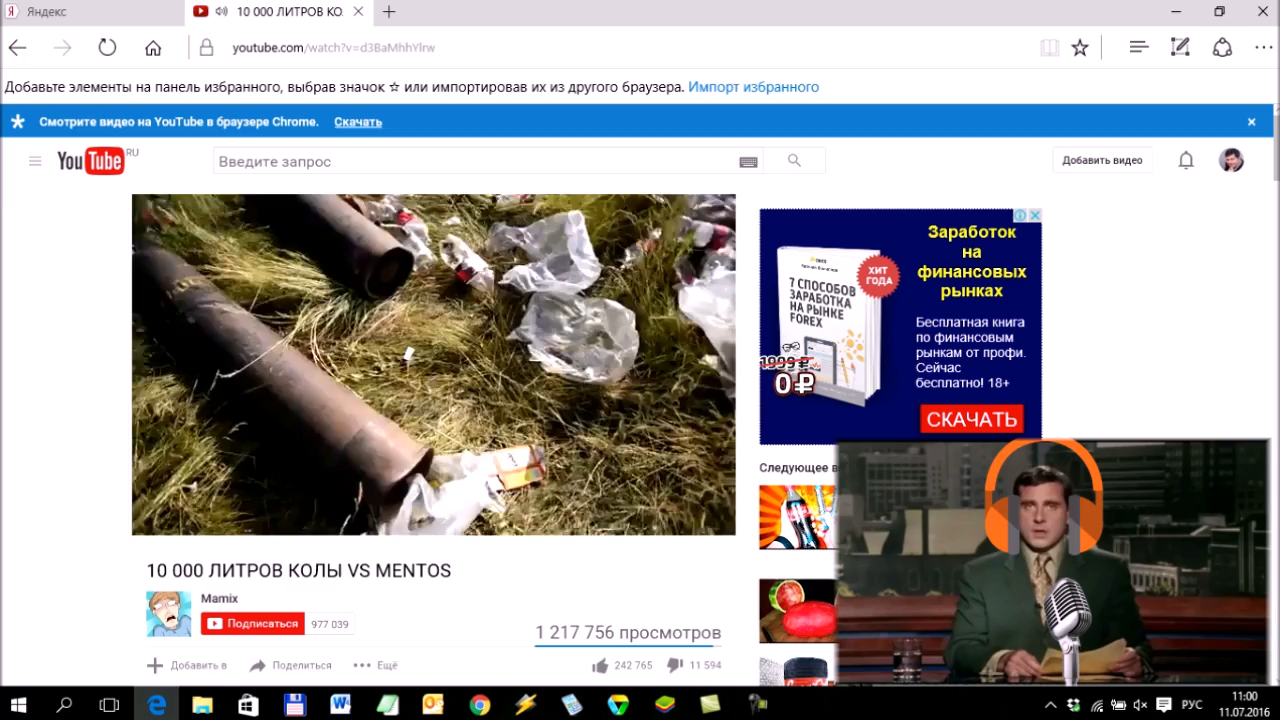 Яндекс
10 000 ЛИТРОВ КО
youtube.com/watch?v=d3BaMhhYlrw
Добавьте элементы на панель избранного, выбрав значок ☆ или импортировав их из другого браузера. Импорт избранного
Смотрите видео на YouTube в браузере Chrome. Скачать
YouTube RU
Введите запрос
Добавить видео
Заработок
на
финансовых
рынках
ХИТ
ГОДА
7 СПОСОБОВ
ЗАРАБОТКА
НА РЫНКЕ
FOREX
1999 ₽
0 ₽
Бесплатная книга
по финансовым
рынкам от профи.
Сейчас
бесплатно! 18+
СКАЧАТЬ
Следующее в
10 000 ЛИТРОВ КОЛЫ VS MENTOS
Mamix
Подписаться 977 039
1 217 756 просмотров
Добавить в Поделиться Ещё 242 765 11 594
РУС
11:00
11.07.2016